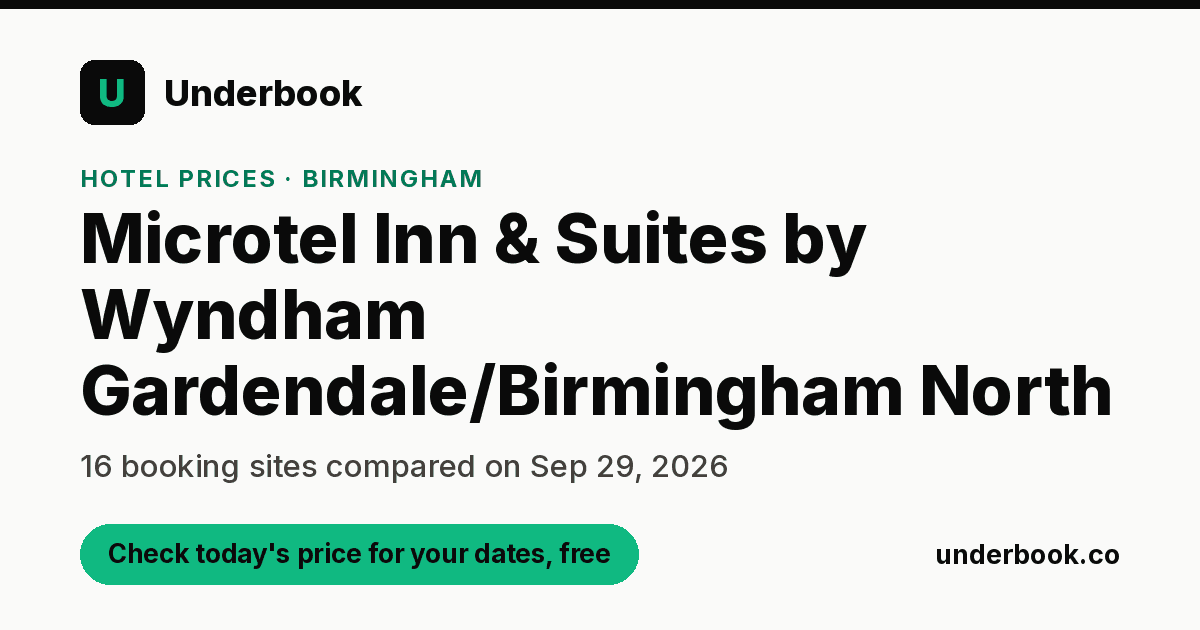 U
Underbook
HOTEL PRICES · BIRMINGHAM
Microtel Inn & Suites by
Wyndham
Gardendale/Birmingham North
16 booking sites compared on Sep 29, 2026
Check today's price for your dates, free
underbook.co